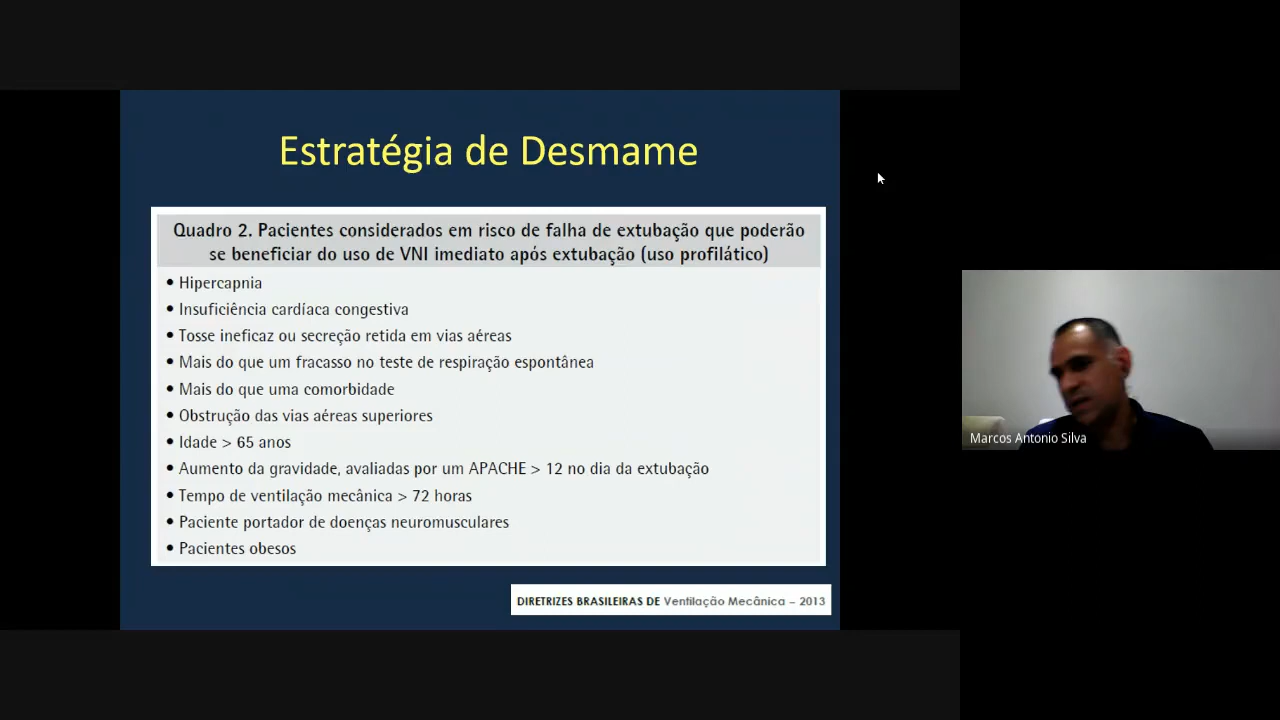 Estratégia de Desmame
Quadro 2. Pacientes considerados em risco de falha de extubação que poderão
se beneficiar do uso de VNI imediato após extubação (uso profilático)
• Hipercapnia
• Insuficiência cardíaca congestiva
• Tosse ineficaz ou secreção retida em vias aéreas
• Mais do que um fracasso no teste de respiração espontânea
• Mais do que uma comorbidade
• Obstrução das vias aéreas superiores
• Idade > 65 anos
• Aumento da gravidade, avaliadas por um APACHE > 12 no dia da extubação
• Tempo de ventilação mecânica > 72 horas
• Paciente portador de doenças neuromusculares
• Pacientes obesos
DIRETRIZES BRASILEIRAS DE Ventilação Mecânica – 2013
Marcos Antonio Silva